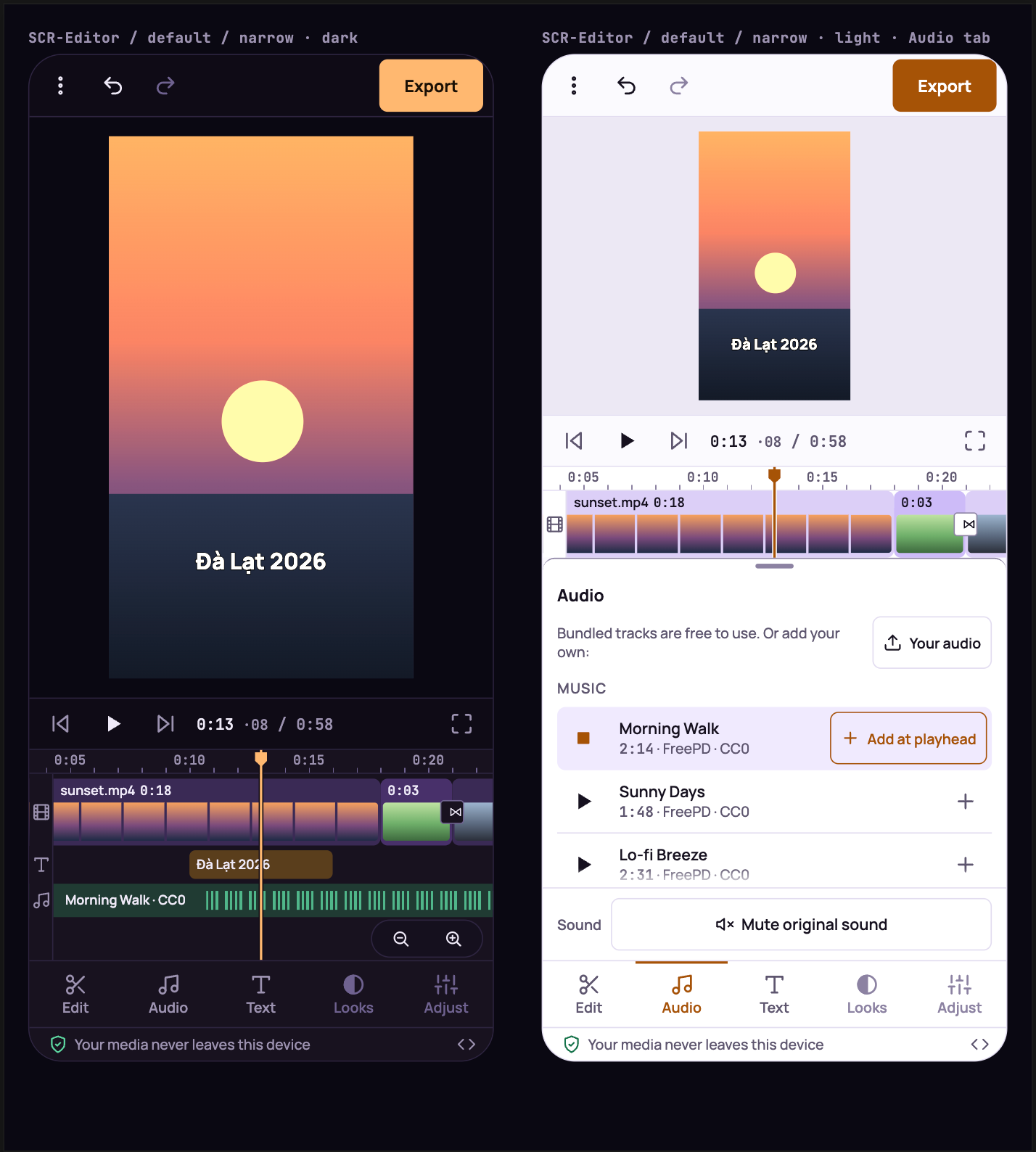 SCR-Editor / default / narrow · dark
Export
Đà Lạt 2026
0:13 ·08 / 0:58
0:05 0:10 0:15 0:20
sunset.mp4 0:18 0:03
Đà Lạt 2026
Morning Walk · CC0
Edit Audio Text Looks Adjust
Your media never leaves this device
SCR-Editor / default / narrow · light · Audio tab
Export
Đà Lạt 2026
0:13 ·08 / 0:58
0:05 0:10 0:15 0:20
sunset.mp4 0:18 0:03
Audio
Bundled tracks are free to use. Or add your
own:
Your audio
MUSIC
Morning Walk
2:14 · FreePD · CC0
Add at playhead
Sunny Days
1:48 · FreePD · CC0
Lo-fi Breeze
2:31 · FreePD · CC0
Sound Mute original sound
Edit Audio Text Looks Adjust
Your media never leaves this device